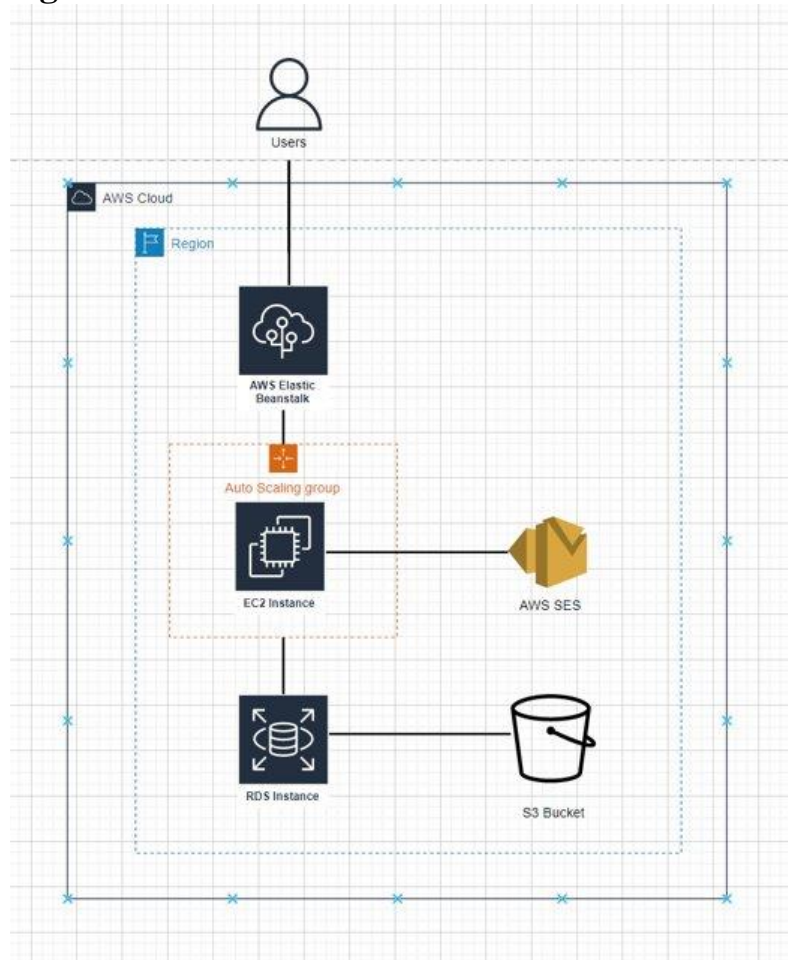 Users
AWS Cloud
Region
AWS Elastic
Beanstalk
Auto Scaling group
EC2 Instance
AWS SES
RDS Instance
S3 Bucket